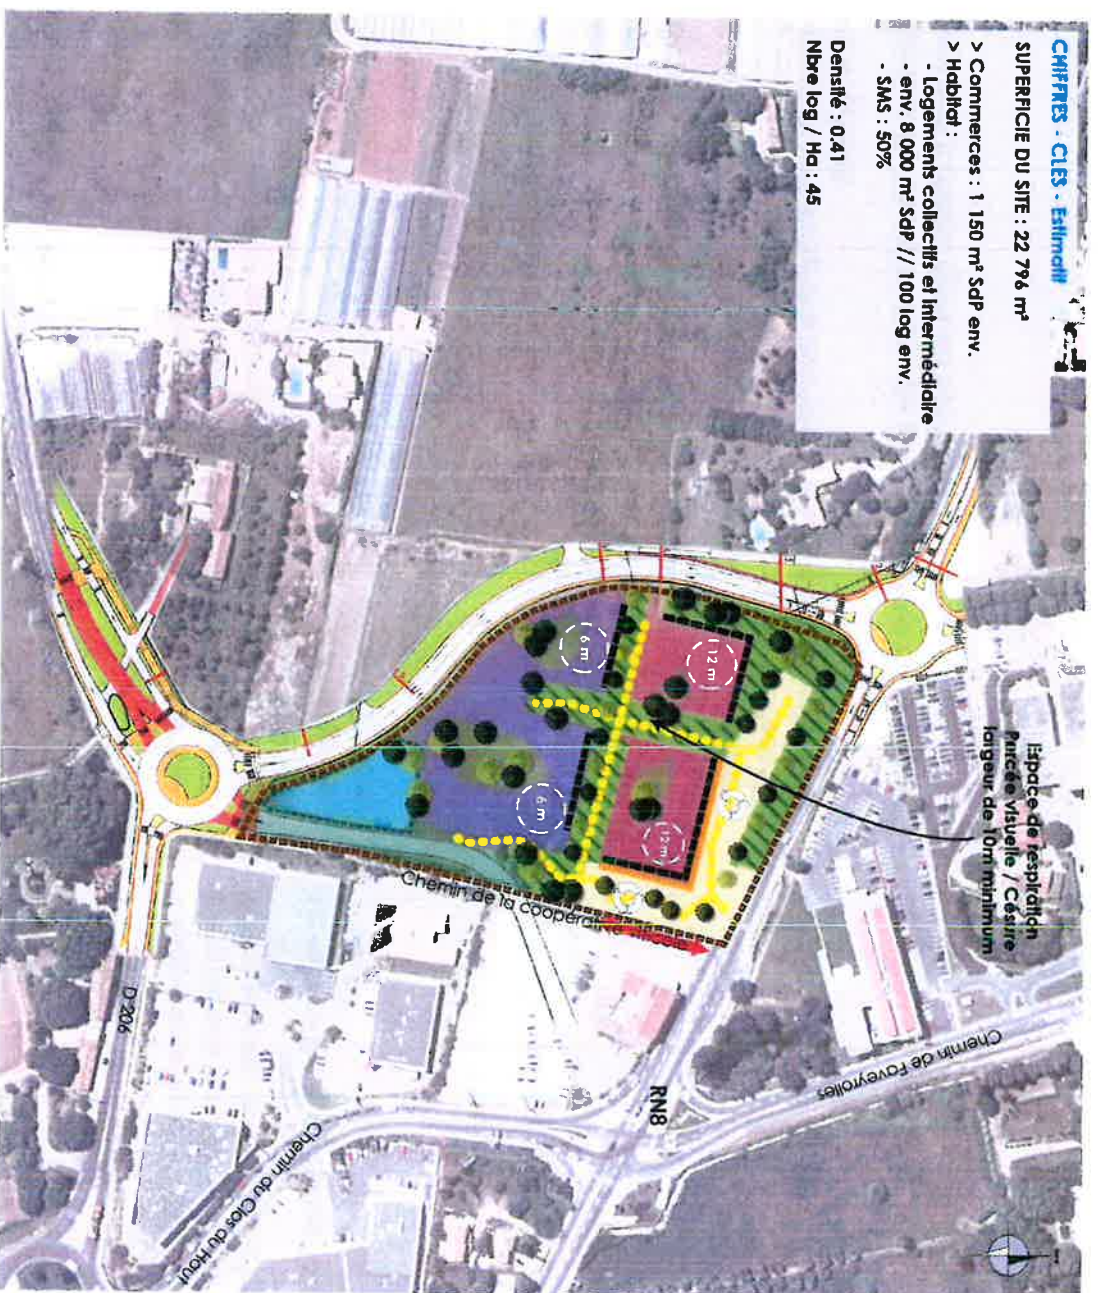 CHIFFRES - CLES - Estimatif
SUPERFICIE DU SITE : 22 796 m²
> Commerces : 1 150 m² SdP env.
> Habitat :
- Logements collectifs et intermédiaire
- env. 8 000 m² SdP // 100 log env.
- SMS : 50%
Densité : 0.41
Nbre log / Ha : 45
Espace de respiration
Percée visuelle / Césure
largeur de 10m minimum
12 m
12 m
6 m
6 m
Chemin de la coopérative
Chemin de Faveyrolles
RN8
Chemin du Clos du Haut
D 206